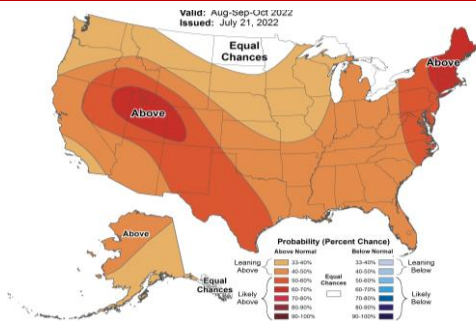 Valid: Aug-Sep-Oct 2022
Issued: July 21, 2022
Equal
Chances
Above
Above
Above
Equal
Chances
Probability (Percent Chance)
Above Normal
Below Normal
Leaning
Above
33-40%
40-50%
Equal
Chances
33-40%
40-50%
Leaning
Below
Likely
Above
50-60%
60-70%
70-80%
80-90%
90-100%
50-60%
60-70%
70-80%
80-90%
90-100%
Likely
Below